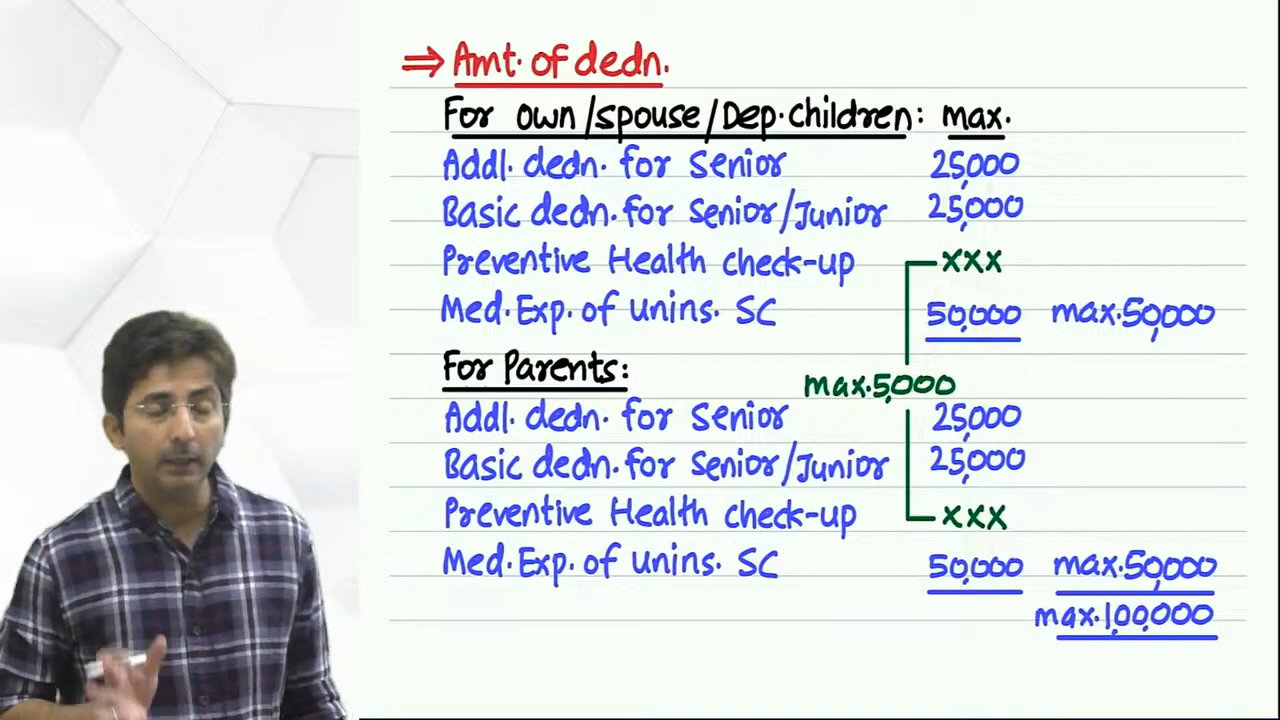 ⇒ Amt. of dedn.
For own/spouse/Dep.children: max.
Addl. dedn. for Senior 25,000
Basic dedn. for Senior/Junior 25,000
Preventive Health check-up xxx
Med. Exp. of Unins. SC 50,000 max.50,000
For Parents:
max.5,000
Addl. dedn. for Senior 25,000
Basic dedn. for Senior/Junior 25,000
Preventive Health check-up xxx
Med. Exp. of Unins. SC 50,000 max.50,000
max.1,00,000